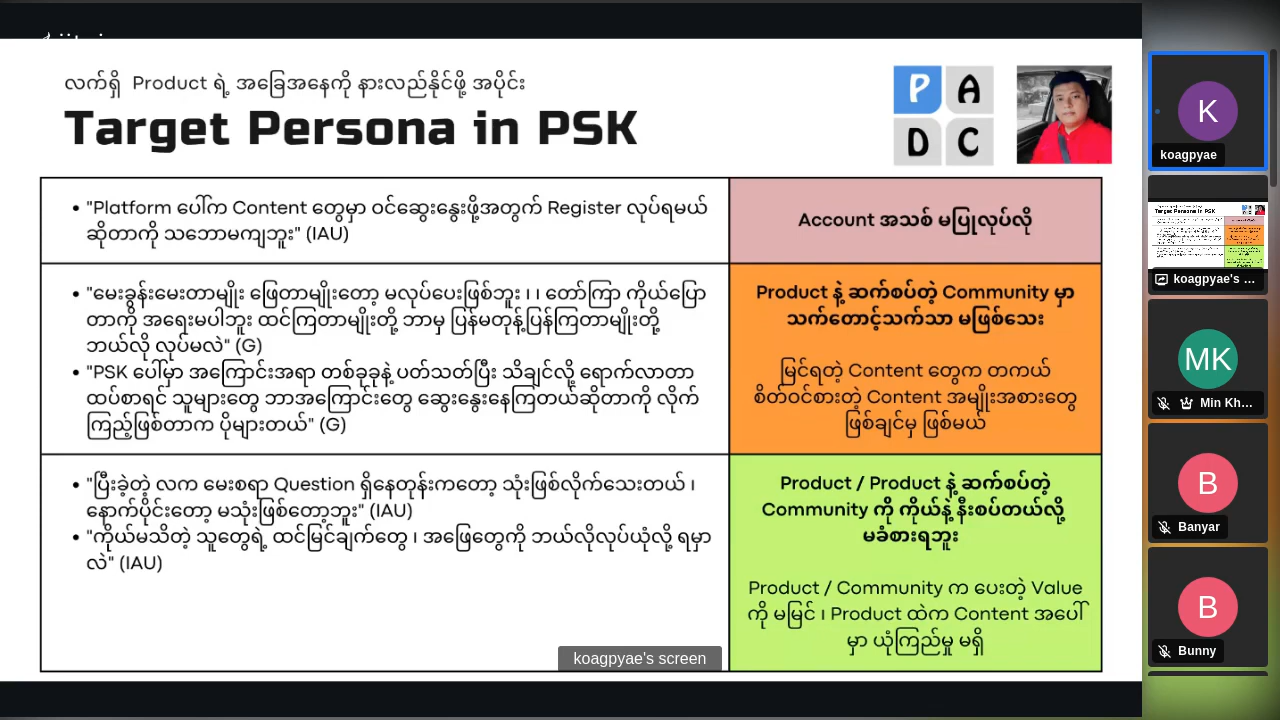 လက်ရှိ Product ရဲ့ အခြေအနေကို နားလည်နိုင်ဖို့ အပိုင်း
Target Persona in PSK
P A
D C
• "Platform ပေါ်က Content တွေမှာ ဝင်ဆွေးနွေးဖို့အတွက် Register လုပ်ရမယ်
ဆိုတာကို သဘောမကျဘူး" (IAU)
Account အသစ် မပြုလုပ်လို
• "မေးခွန်းမေးတာမျိုး ဖြေတာမျိုးတော့ မလုပ်ပေးဖြစ်ဘူး ၊ ၊ တော်ကြာ ကိုယ်ပြော
တာကို အရေးမပါဘူး ထင်ကြတာမျိုးတို့ ဘာမှ ပြန်မတုန့်ပြန်ကြတာမျိုးတို့
ဘယ်လို လုပ်မလဲ" (G)
• "PSK ပေါ်မှာ အကြောင်းအရာ တစ်ခုခုနဲ့ ပတ်သတ်ပြီး သိချင်လို့ ရောက်လာတာ
ထပ်စာရင် သူများတွေ ဘာအကြောင်းတွေ ဆွေးနွေးနေကြတယ်ဆိုတာကို လိုက်
ကြည့်ဖြစ်တာက ပိုများတယ်" (G)
Product နဲ့ ဆက်စပ်တဲ့ Community မှာ
သက်တောင့်သက်သာ မဖြစ်သေး
မြင်ရတဲ့ Content တွေက တကယ်
စိတ်ဝင်စားတဲ့ Content အမျိုးအစားတွေ
ဖြစ်ချင်မှ ဖြစ်မယ်
• "ပြီးခဲ့တဲ့ လက မေးစရာ Question ရှိနေတုန်းကတော့ သုံးဖြစ်လိုက်သေးတယ် ၊
နောက်ပိုင်းတော့ မသုံးဖြစ်တော့ဘူး" (IAU)
• "ကိုယ်မသိတဲ့ သူတွေရဲ့ ထင်မြင်ချက်တွေ ၊ အဖြေတွေကို ဘယ်လိုလုပ်ယုံလို့ ရမှာ
လဲ" (IAU)
Product / Product နဲ့ ဆက်စပ်တဲ့
Community ကို ကိုယ်နဲ့ နီးစပ်တယ်လို့
မခံစားရဘူး
Product / Community က ပေးတဲ့ Value
ကို မမြင် ၊ Product ထဲက Content အပေါ်
မှာ ယုံကြည်မှု မရှိ
koagpyae's screen
K
koagpyae
koagpyae's ...
MK
Min Kh...
B
Banyar
B
Bunny